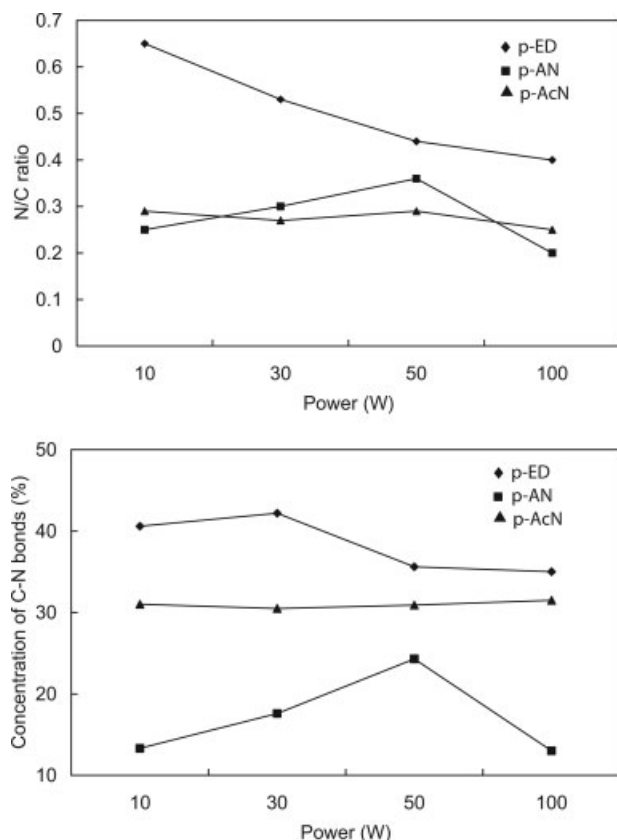 0.7
0.6
0.5
0.4
0.3
0.2
0.1
0
N/C ratio
p-ED
p-AN
p-AcN
10 30 50 100
Power (W)
50
40
30
20
10
Concentration of C-N bonds (%)
p-ED
p-AN
p-AcN
10 30 50 100
Power (W)